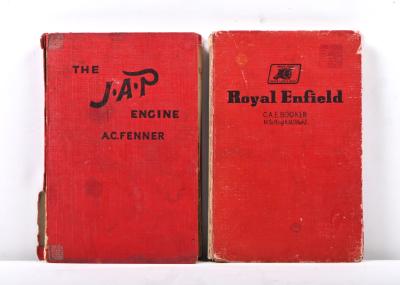 THE
J·A·P
ENGINE
A.C. FENNER
Royal Enfield
C.A.E. BOOKER